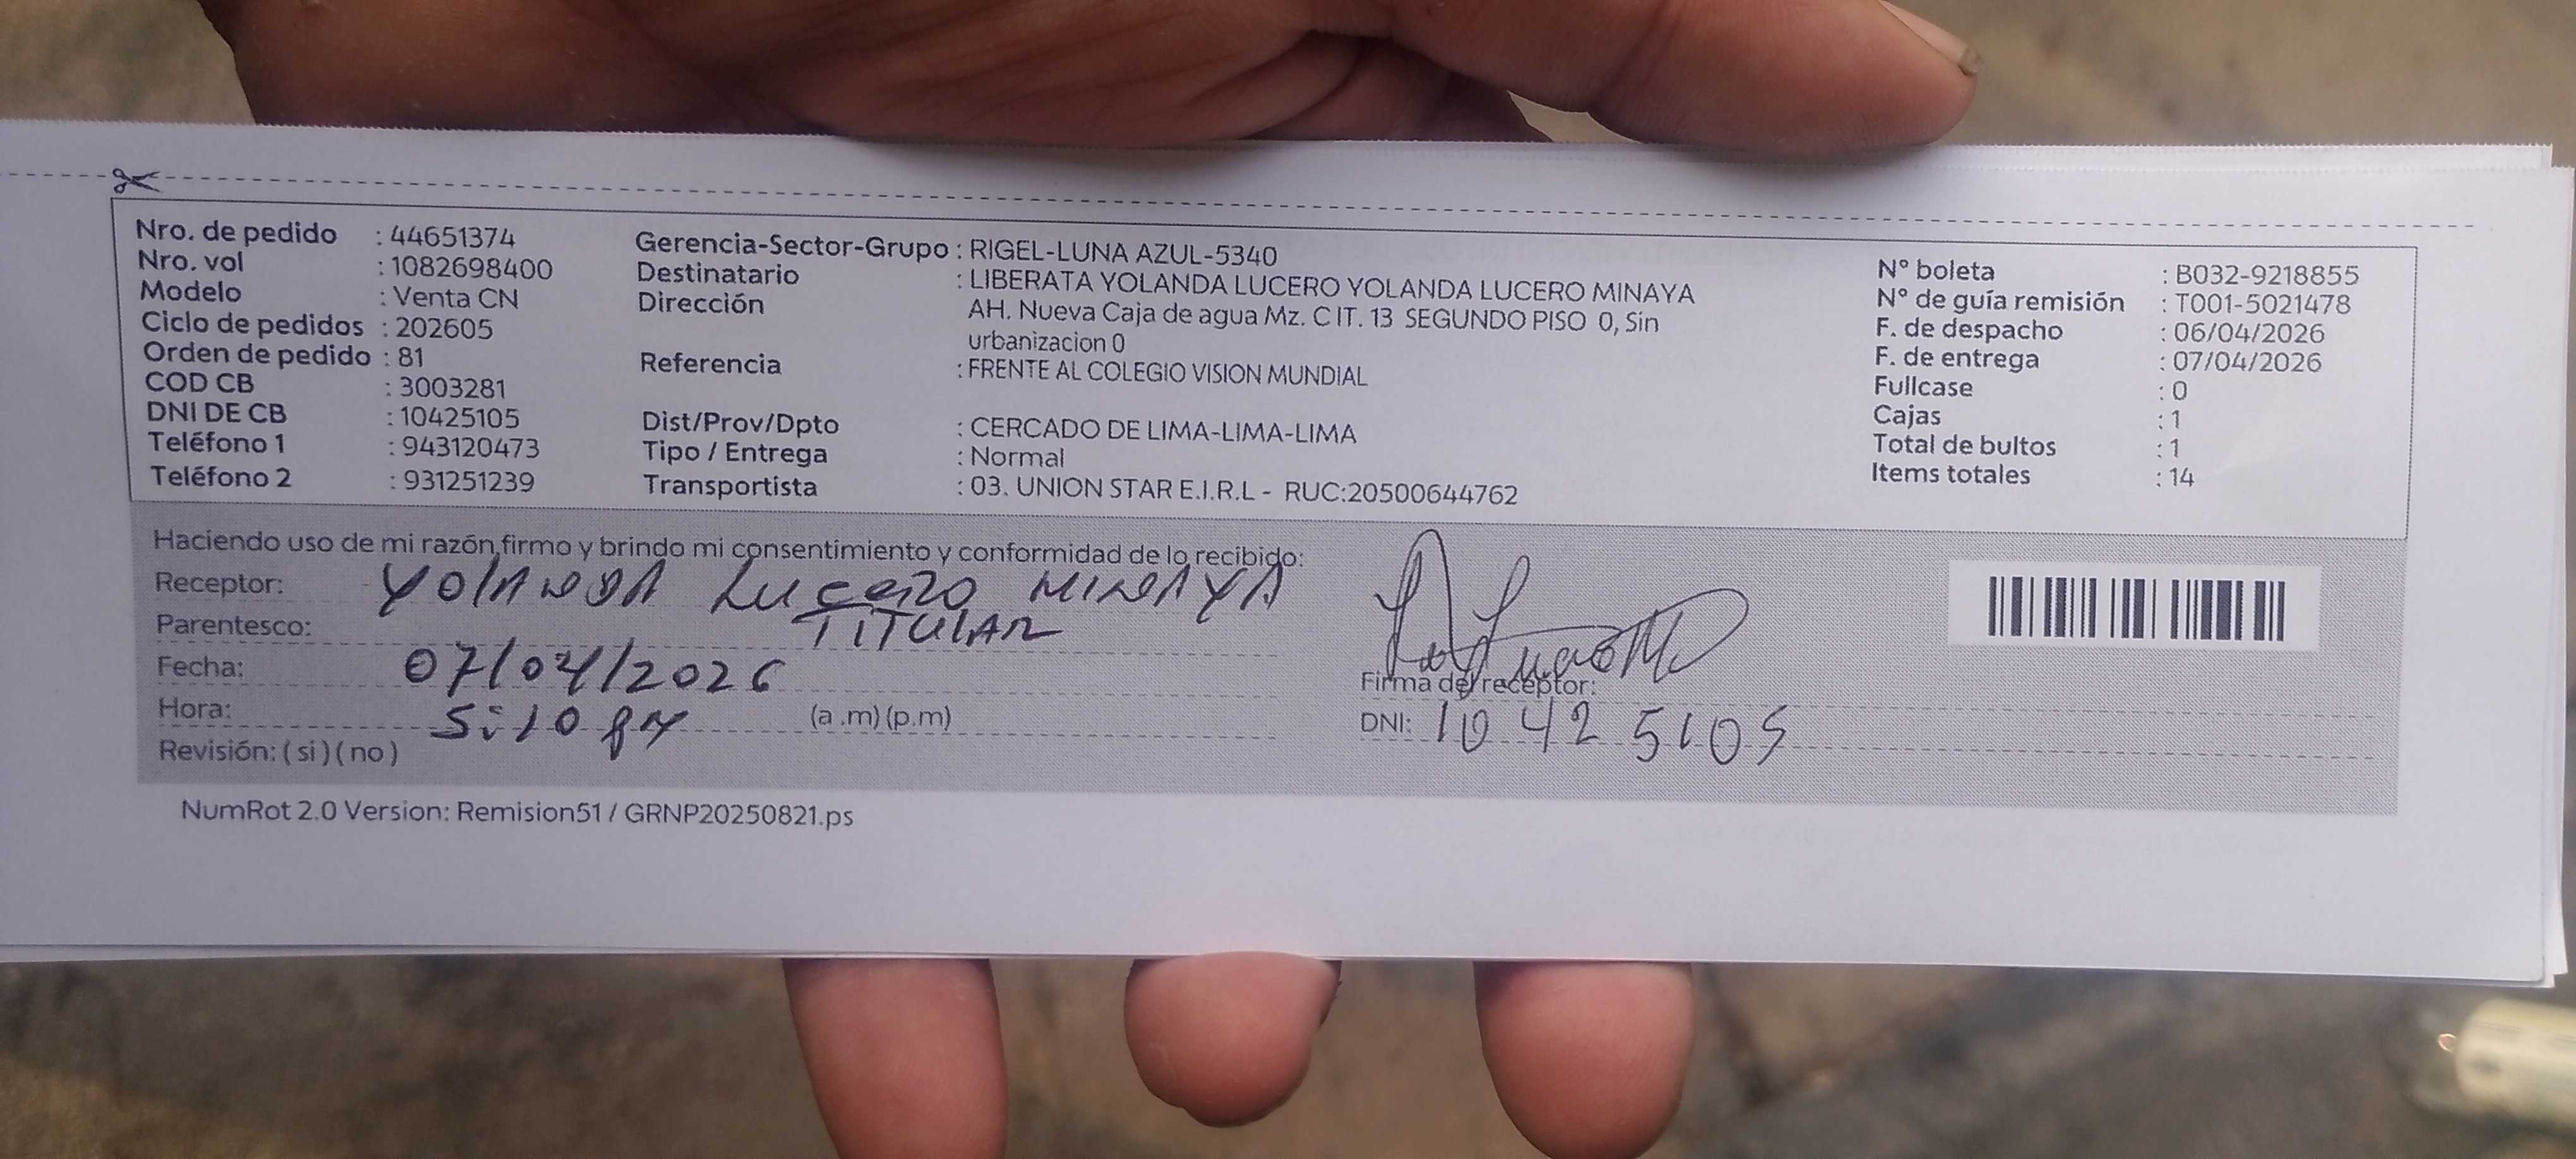 Nro. de pedido : 44651374
Nro. vol : 1082698400
Modelo : Venta CN
Ciclo de pedidos : 202605
Orden de pedido : 81
COD CB : 3003281
DNI DE CB : 10425105
Teléfono 1 : 943120473
Teléfono 2 : 931251239
Gerencia-Sector-Grupo : RIGEL-LUNA AZUL-5340
Destinatario : LIBERATA YOLANDA LUCERO YOLANDA LUCERO MINAYA
Dirección AH. Nueva Caja de agua Mz. C lT. 13 SEGUNDO PISO 0, Sin
urbanizacion 0
Referencia : FRENTE AL COLEGIO VISION MUNDIAL
Dist/Prov/Dpto : CERCADO DE LIMA-LIMA-LIMA
Tipo / Entrega : Normal
Transportista : 03. UNION STAR E.I.R.L - RUC:20500644762
N° boleta : B032-9218855
N° de guía remisión : T001-5021478
F. de despacho : 06/04/2026
F. de entrega : 07/04/2026
Fullcase : 0
Cajas : 1
Total de bultos : 1
Items totales : 14
Haciendo uso de mi razón,firmo y brindo mi consentimiento y conformidad de lo recibido:
Receptor: YOLANDA LUCERO MINAYA
Parentesco: TITULAR
Fecha: 07/04/2026
Hora: 5:10 PM (a .m) (p.m)
Revisión: ( si ) ( no )
Firma del receptor:
DNI: 10425105
NumRot 2.0 Version: Remision51 / GRNP20250821.ps